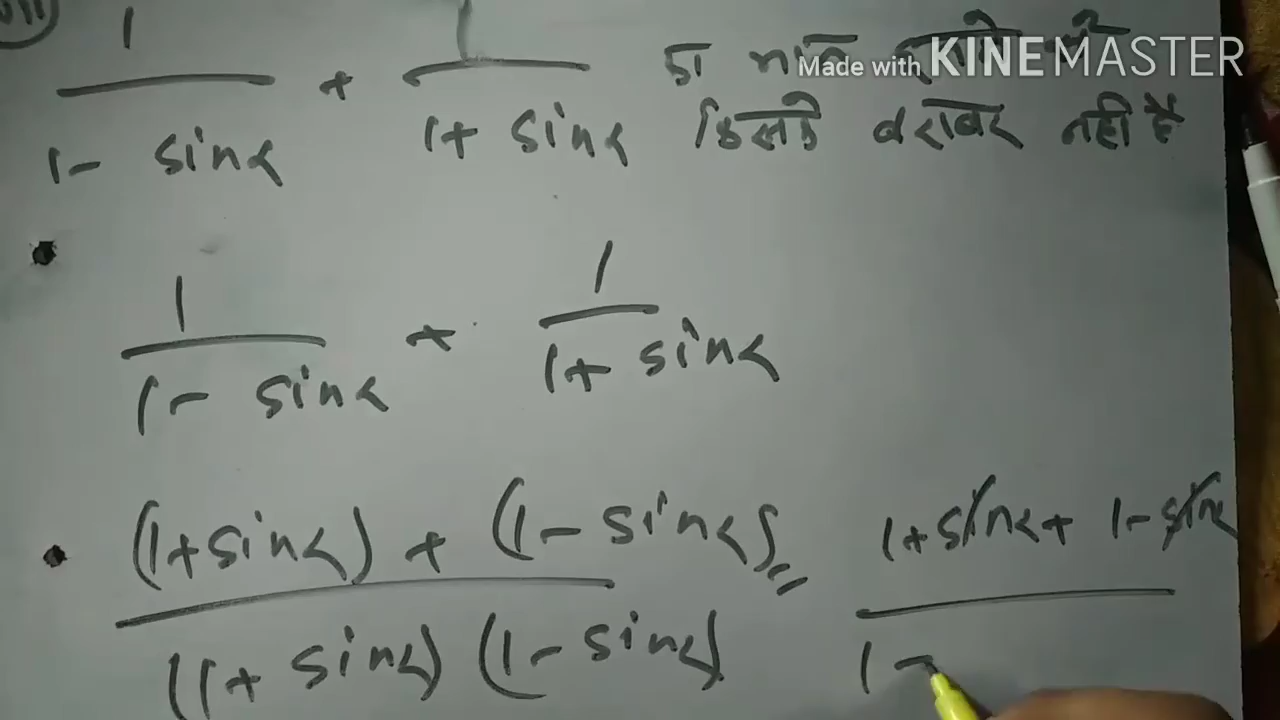 1 / 1 - sinα + 1 / 1 + sinα का मान
किसके बराबर नहीं है
Made with KINEMASTER
1 / 1 - sinα + 1 / 1 + sinα
(1 + sinα) + (1 - sinα) / (1 + sinα) (1 - sinα) = 1 + sinα + 1 - sinα / 1 -